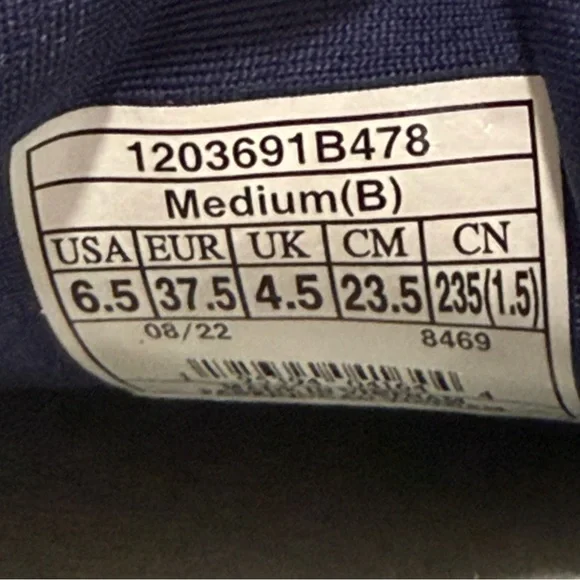 1203691B478
Medium(B)
USA EUR UK CM CN
6.5 37.5 4.5 23.5 235(1.5)
08/22 8469